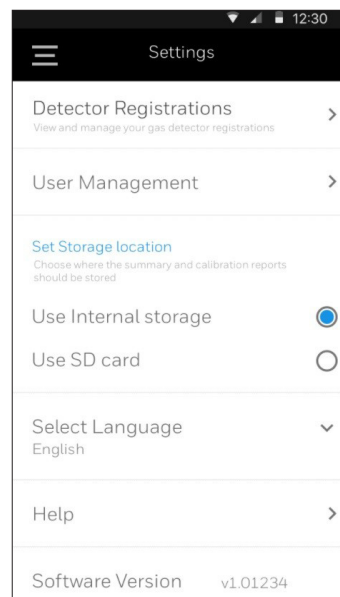 12:30
Settings
Detector Registrations
View and manage your gas detector registrations
User Management
Set Storage location
Choose where the summary and calibration reports
should be stored
Use Internal storage
Use SD card
Select Language
English
Help
Software Version v1.01234